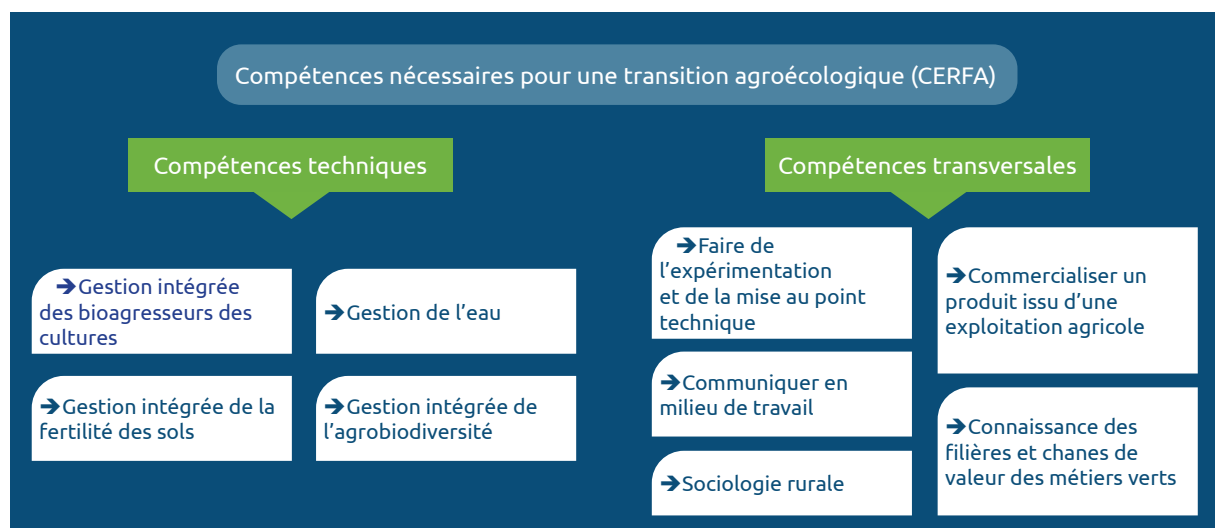 Compétences nécessaires pour une transition agroécologique (CERFA)
Compétences techniques
➔Gestion intégrée
des bioagresseurs des
cultures
➔Gestion de l’eau
➔Gestion intégrée de la
fertilité des sols
➔Gestion intégrée de
l’agrobiodiversité
Compétences transversales
➔Faire de
l’expérimentation
et de la mise au point
technique
➔Commercialiser un
produit issu d’une
exploitation agricole
➔Communiquer en
milieu de travail
➔Connaissance des
filières et chanes de
valeur des métiers verts
➔Sociologie rurale